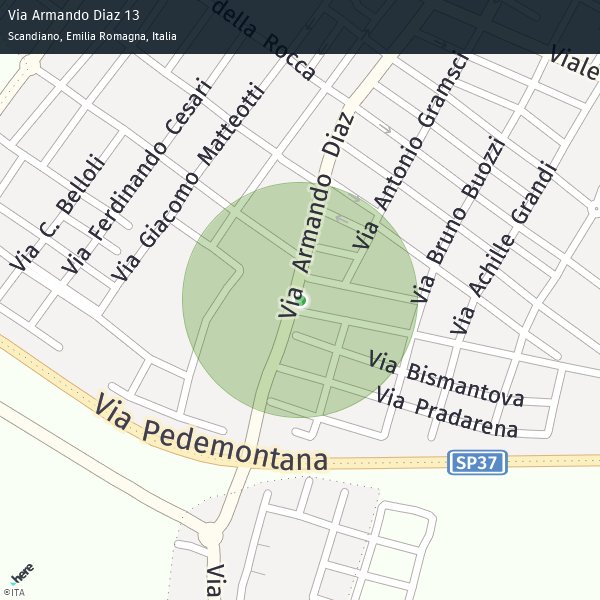 Via Armando Diaz 13
Scandiano, Emilia Romagna, Italia
della Rocca
Viale
Via C. Belloli
Via Ferdinando Cesari
Via Giacomo Matteotti
Via Armando Diaz
Via Antonio Gramsci
Via Bruno Buozzi
Via Achille Grandi
Via Bismantova
Via Pradarena
Via Pedemontana
SP37
Via
here
©ITA